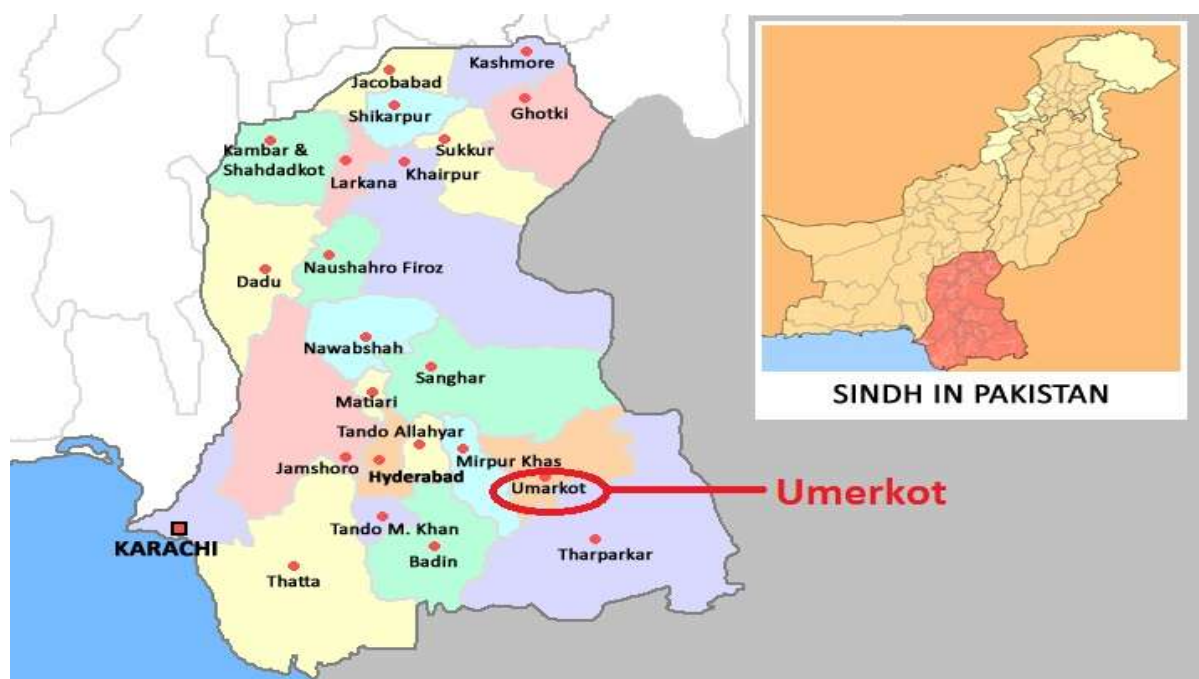 Kashmore
Jacobabad
Ghotki
Shikarpur
Sukkur
Kambar &
Shahdadkot
Larkana
Khairpur
Naushahro Firoz
Dadu
Nawabshah
Sanghar
Matiari
Tando Allahyar
Mirpur Khas
Jamshoro
Hyderabad
Umarkot
Tando M. Khan
KARACHI
Badin
Tharparkar
Thatta
SINDH IN PAKISTAN
Umerkot